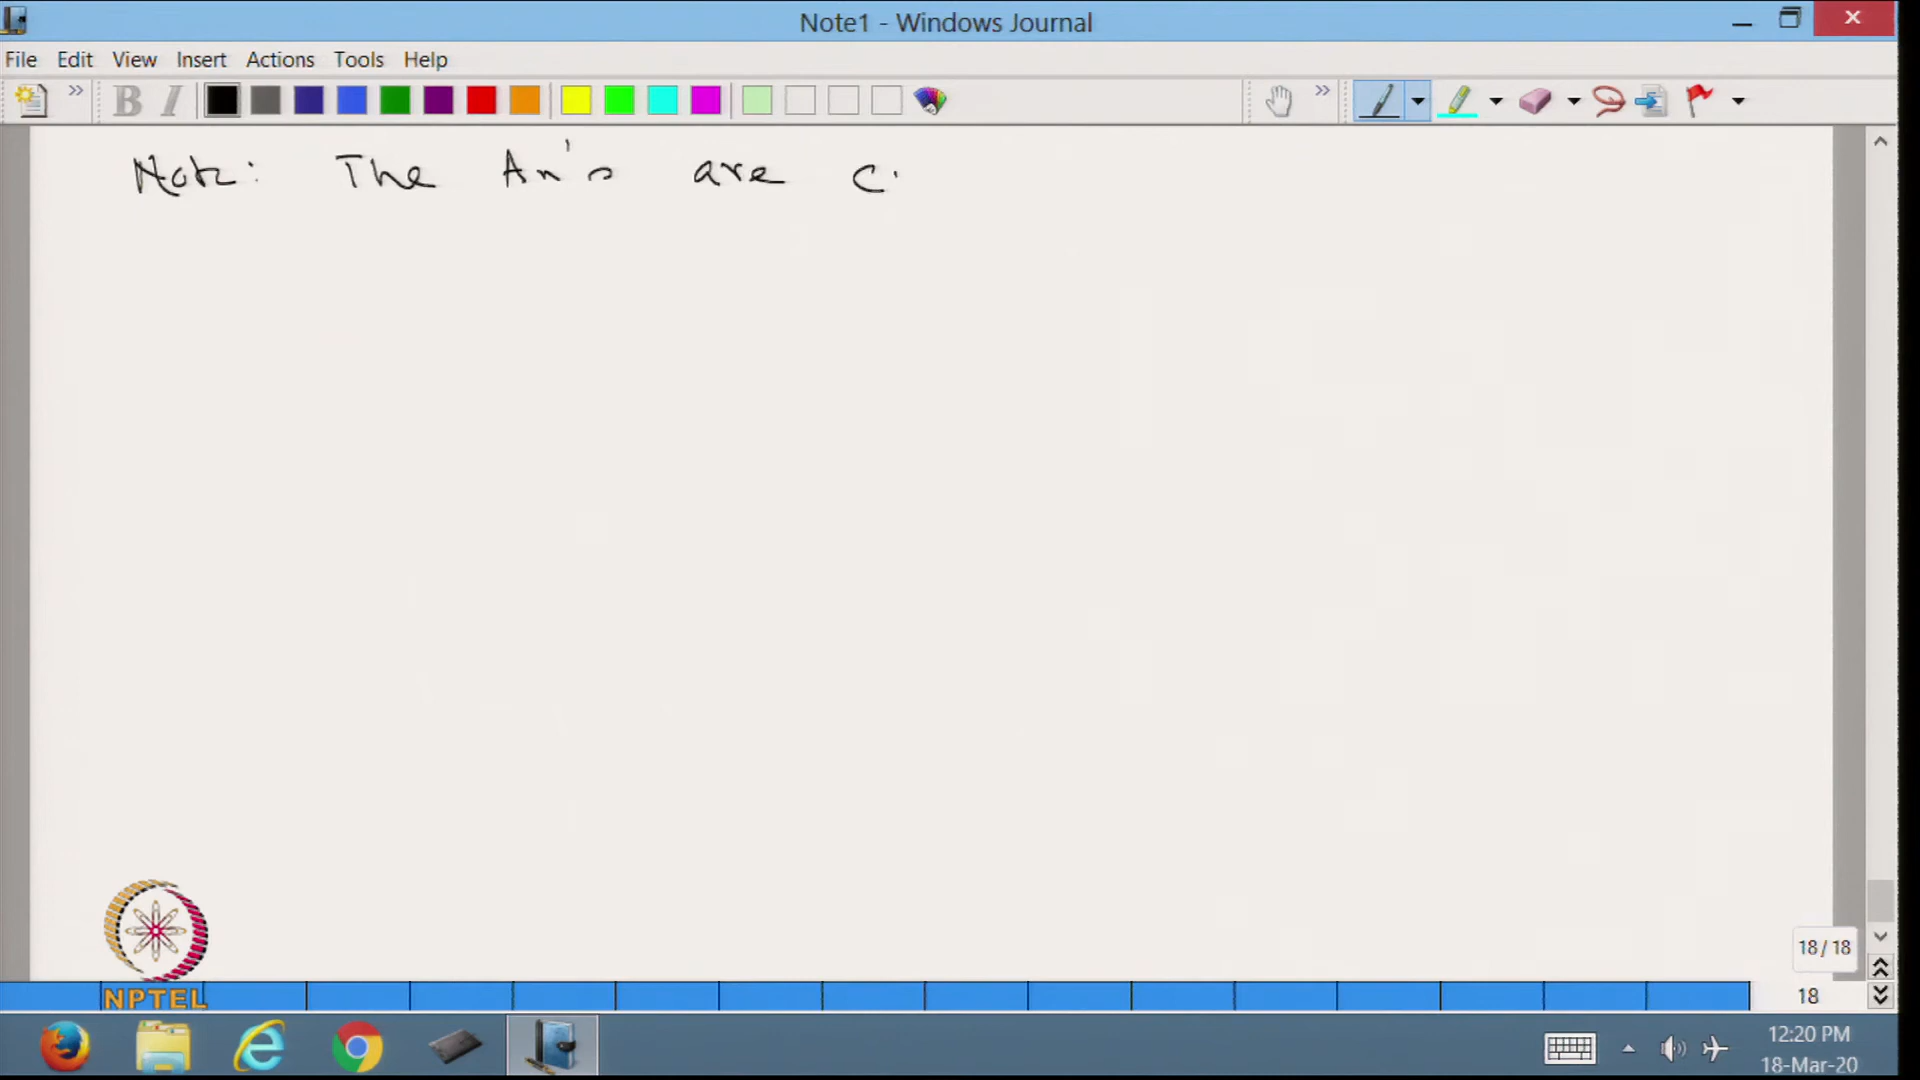 Note1 - Windows Journal
File Edit View Insert Actions Tools Help
B I
Note: The An's are c
18 / 18
NPTEL
18
12:20 PM
18-Mar-20